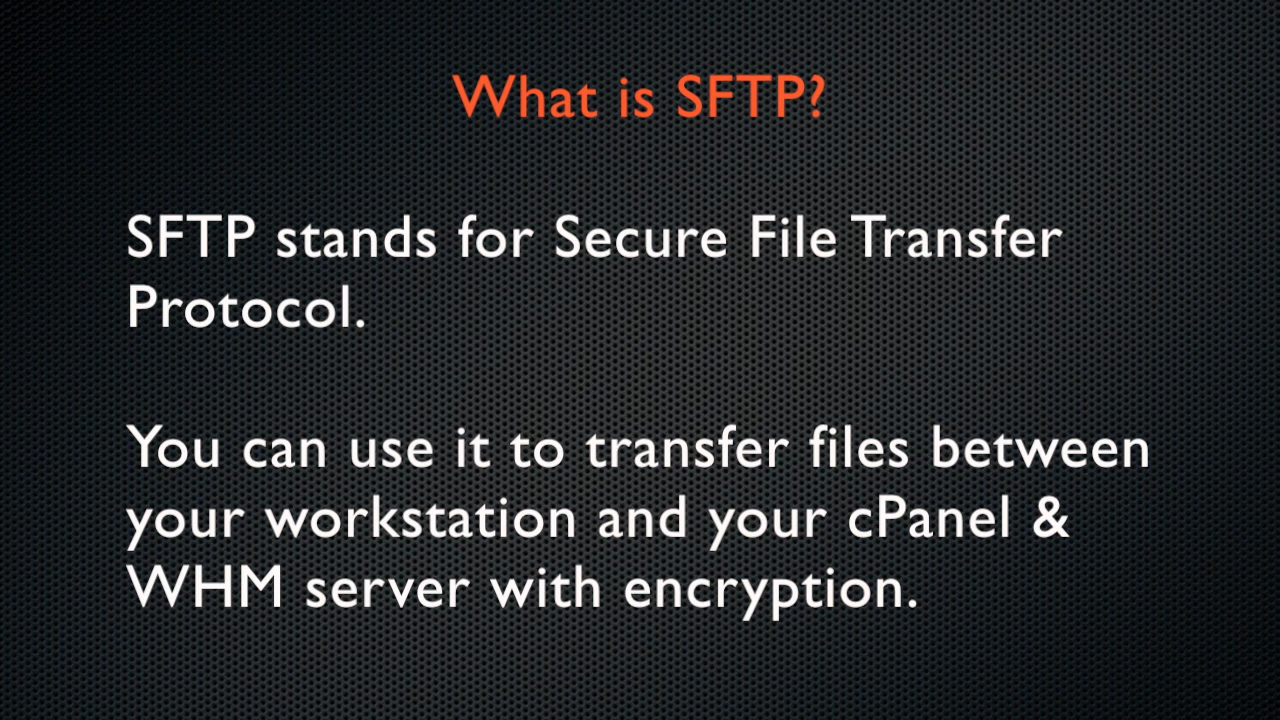 What is SFTP?
SFTP stands for Secure File Transfer
Protocol.
You can use it to transfer files between
your workstation and your cPanel &
WHM server with encryption.